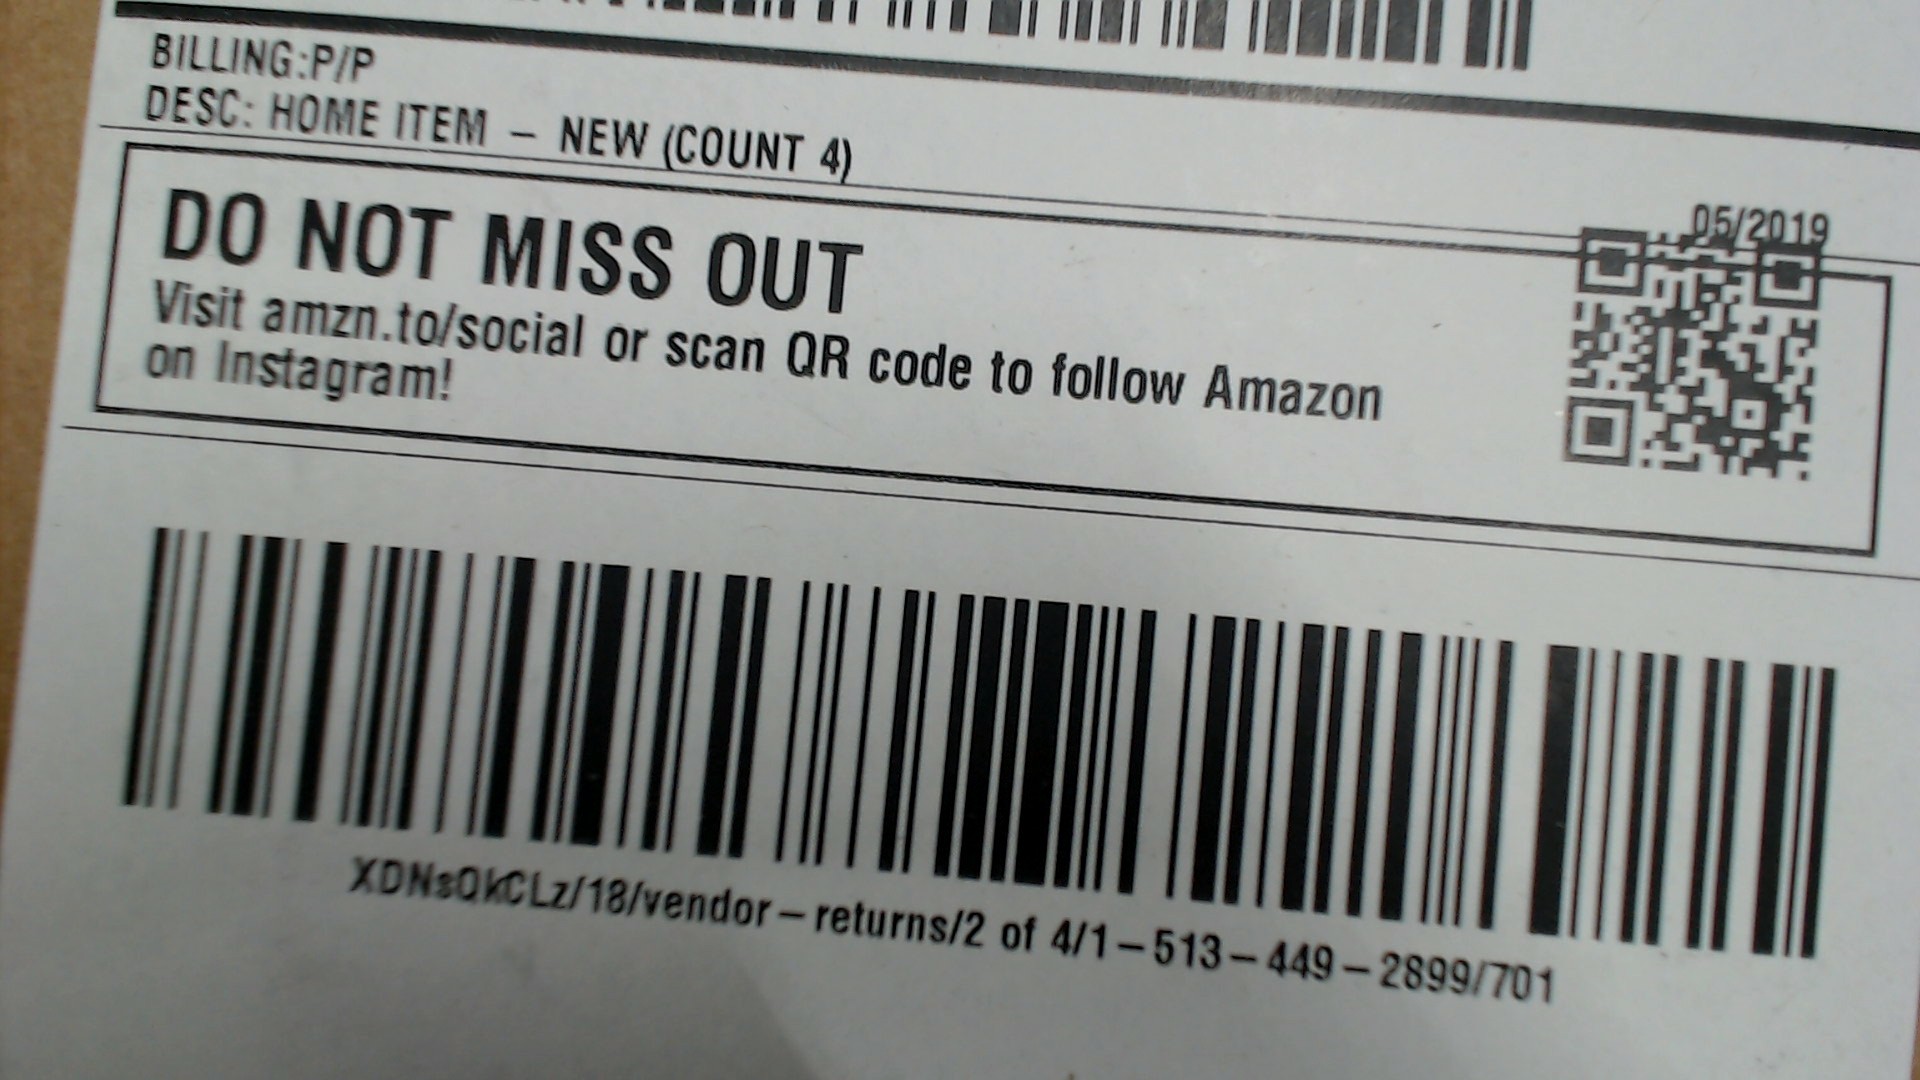 BILLING:P/P
DESC: HOME ITEM - NEW (COUNT 4)
05/2019
DO NOT MISS OUT
Visit amzn.to/social or scan QR code to follow Amazon
on Instagram!
XDNsQkCLz/18/vendor-returns/2 of 4/1-513-449-2899/701